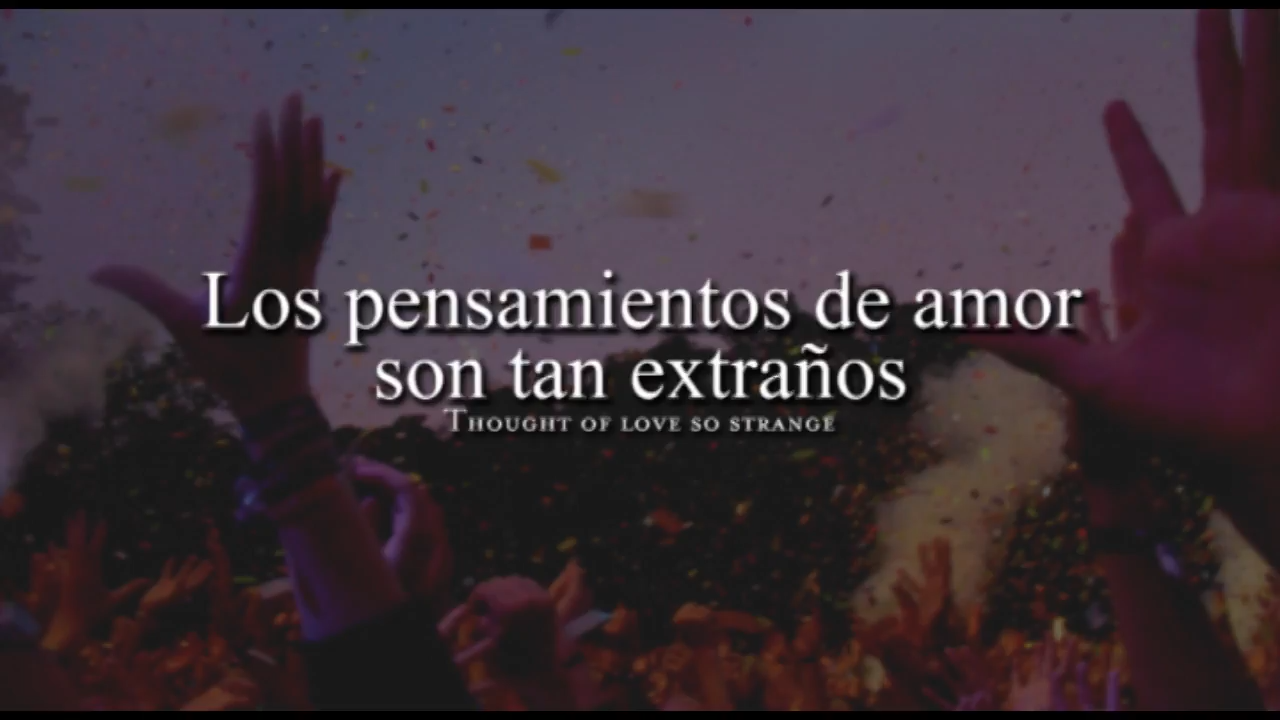 Los pensamientos de amor
son tan extraños
Thought of love so strange